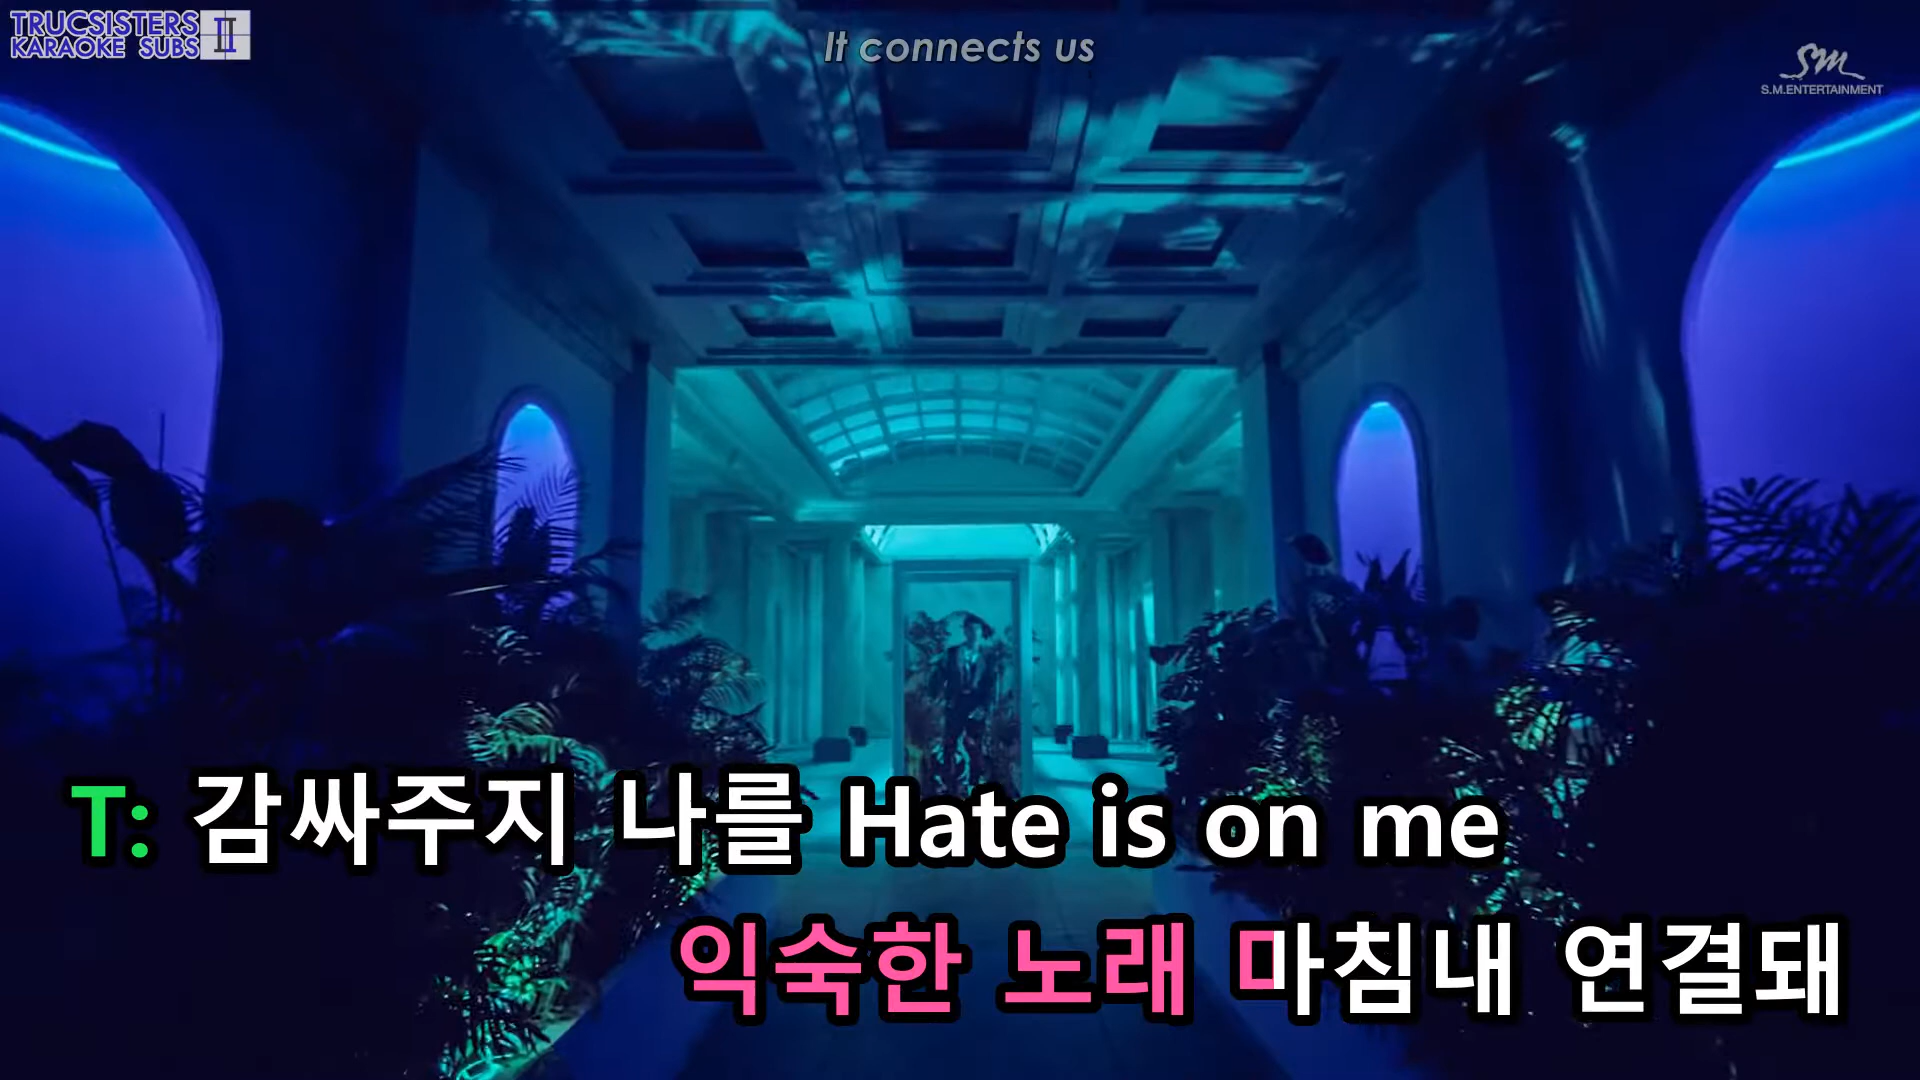 TRUCSISTERS
KARAOKE SUBS II
It connects us
SM
S.M.ENTERTAINMENT
T: 감싸주지 나를 Hate is on me
익숙한 노래 마침내 연결돼